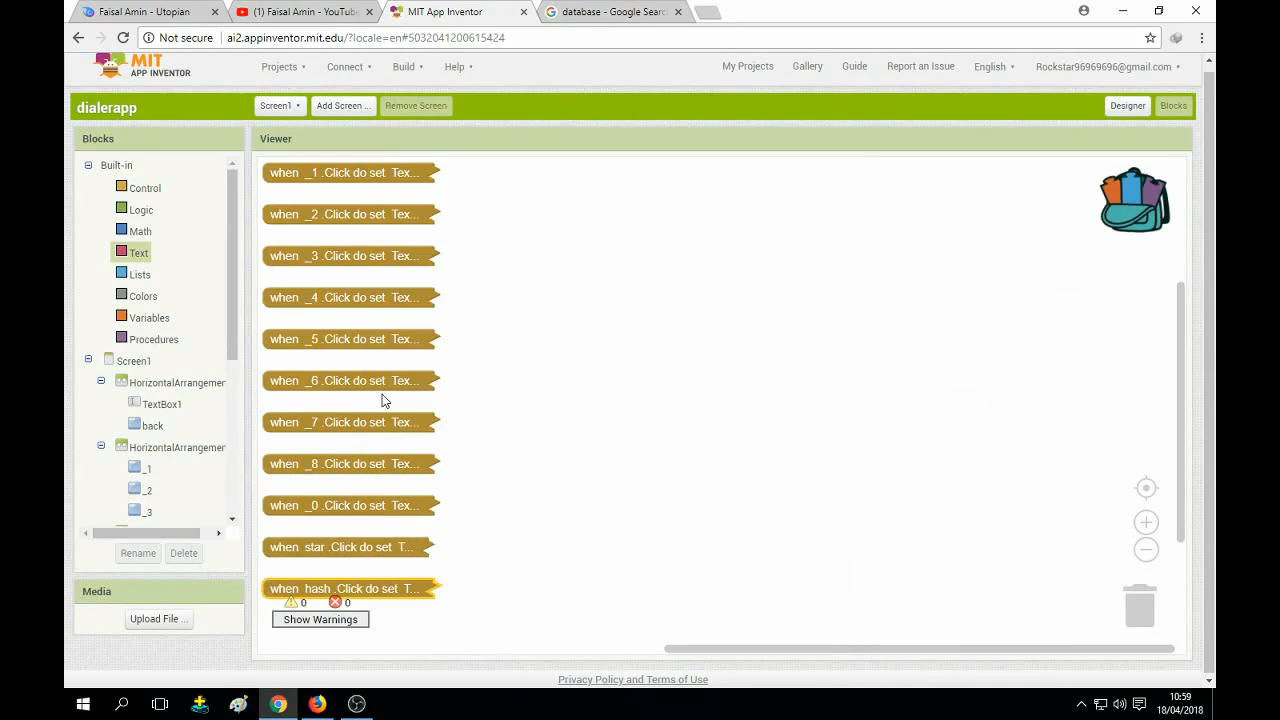 Faisal Amin - Utopian
(1) Faisal Amin - YouTube
MIT App Inventor
database - Google Searc
Not secure
ai2.appinventor.mit.edu/?locale=en#5032041200615424
MIT
APP INVENTOR
Projects
Connect
Build
Help
My Projects
Gallery
Guide
Report an Issue
English
Rockstar96969696@gmail.com
dialerapp
Screen1
Add Screen ...
Remove Screen
Designer
Blocks
Blocks
Viewer
Built-in
Control
Logic
Math
Text
Lists
Colors
Variables
Procedures
Screen1
HorizontalArrangemen
TextBox1
back
HorizontalArrangemen
_1
_2
_3
Rename
Delete
Media
Upload File ...
when _1 .Click do set Tex...
when _2 .Click do set Tex...
when _3 .Click do set Tex...
when _4 .Click do set Tex...
when _5 .Click do set Tex...
when _6 .Click do set Tex...
when _7 .Click do set Tex...
when _8 .Click do set Tex...
when _0 .Click do set Tex...
when star .Click do set T...
when hash .Click do set T...
0
0
Show Warnings
Privacy Policy and Terms of Use
10:59
18/04/2018